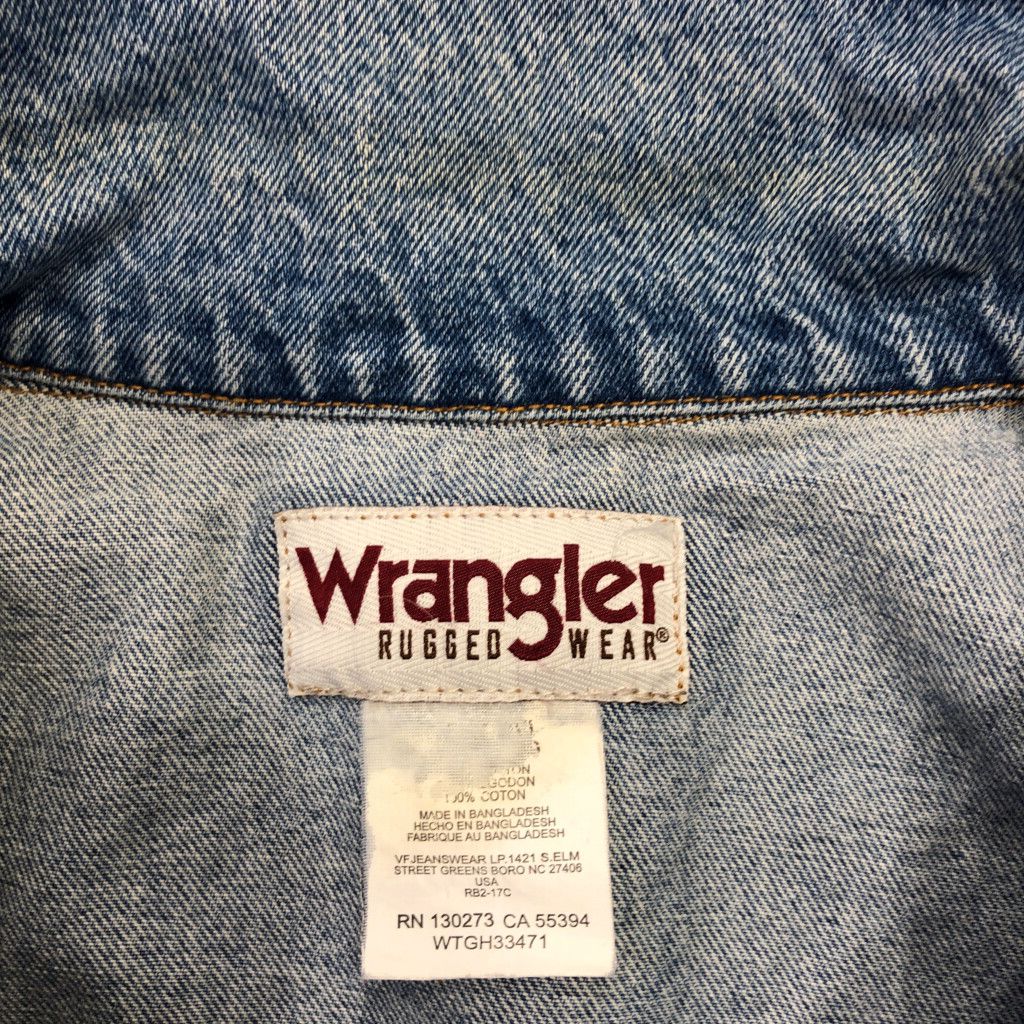 Wrangler
RUGGED WEAR®
100% COTON
MADE IN BANGLADESH
HECHO EN BANGLADESH
FABRIQUE AU BANGLADESH
VFJEANSWEAR LP.1421 S.ELM
STREET GREENS BORO NC 27406
USA
RB2-17C
RN 130273 CA 55394
WTGH33471